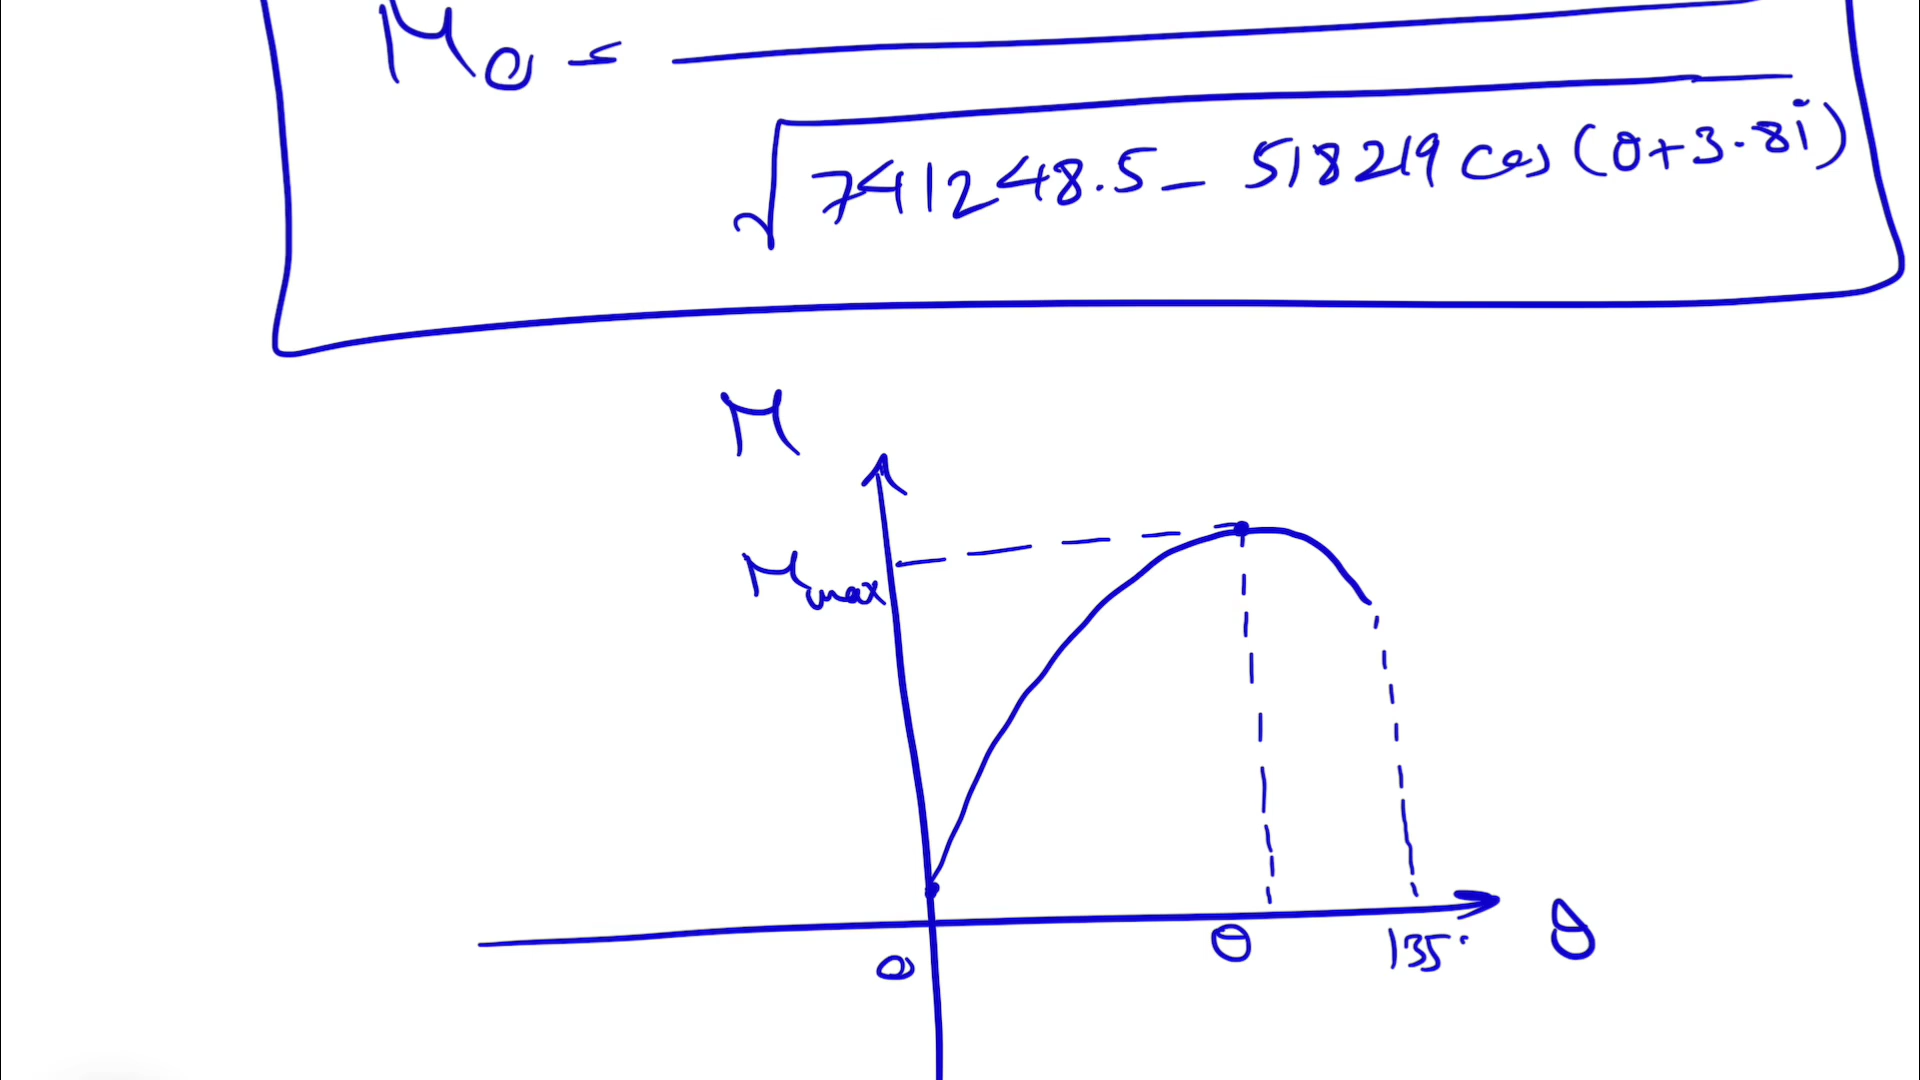 M₀ =
√741248.5 - 518219 cos(θ+3.81)
M
Mmax
0 θ 135° θ